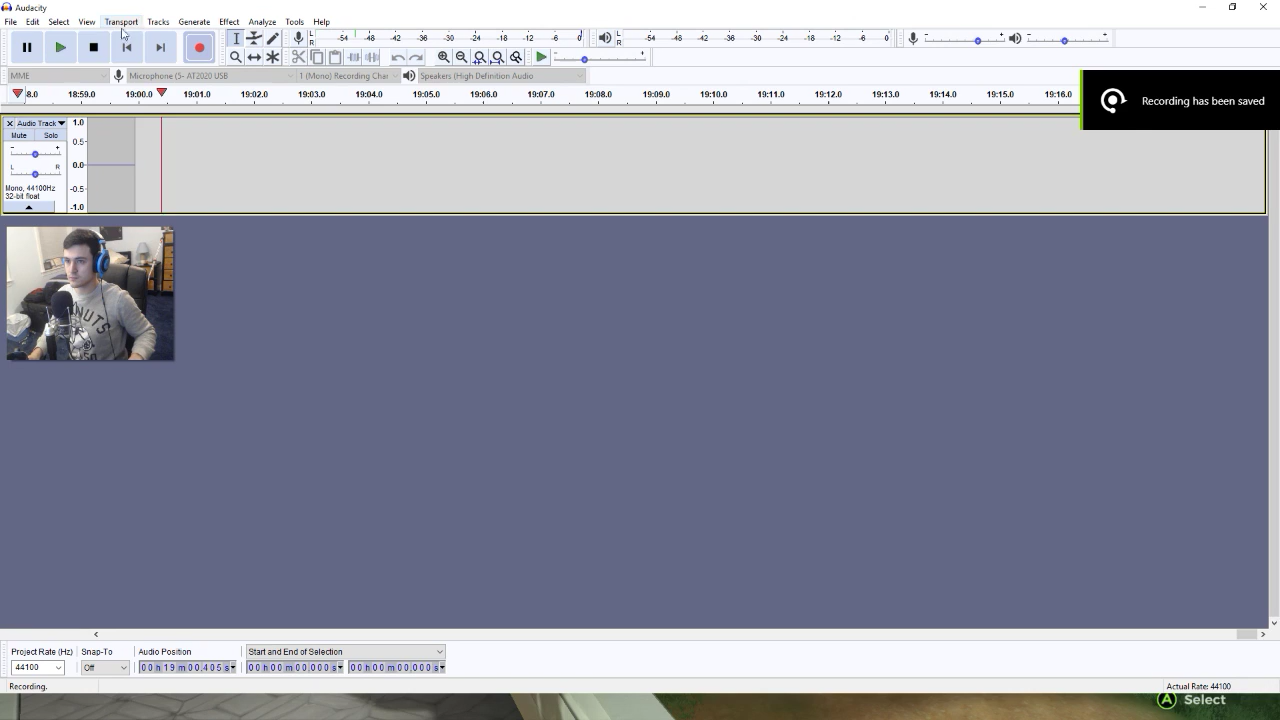 Audacity
File Edit Select View Transport Tracks Generate Effect Analyze Tools Help
L R -54 -48 -42 -36 -30 -24 -18 -12 -6 0
L R -54 -48 -42 -36 -30 -24 -18 -12 -6 0
- +
- +
- +
MME Microphone (5- AT2020 USB 1 (Mono) Recording Chan Speakers (High Definition Audio
8.0 18:59.0 19:00.0 19:01.0 19:02.0 19:03.0 19:04.0 19:05.0 19:06.0 19:07.0 19:08.0 19:09.0 19:10.0 19:11.0 19:12.0 19:13.0 19:14.0 19:15.0 19:16.0
Recording has been saved
Audio Track
Mute Solo
- +
L R
Mono, 44100Hz
32-bit float
1.0
0.5-
0.0-
-0.5-
-1.0
NUTS
Project Rate (Hz) Snap-To Audio Position Start and End of Selection
44100 Off 00 h 19 m 00.405 s 00 h 00 m 00.000 s 00 h 00 m 00.000 s
Recording. Actual Rate: 44100
A Select